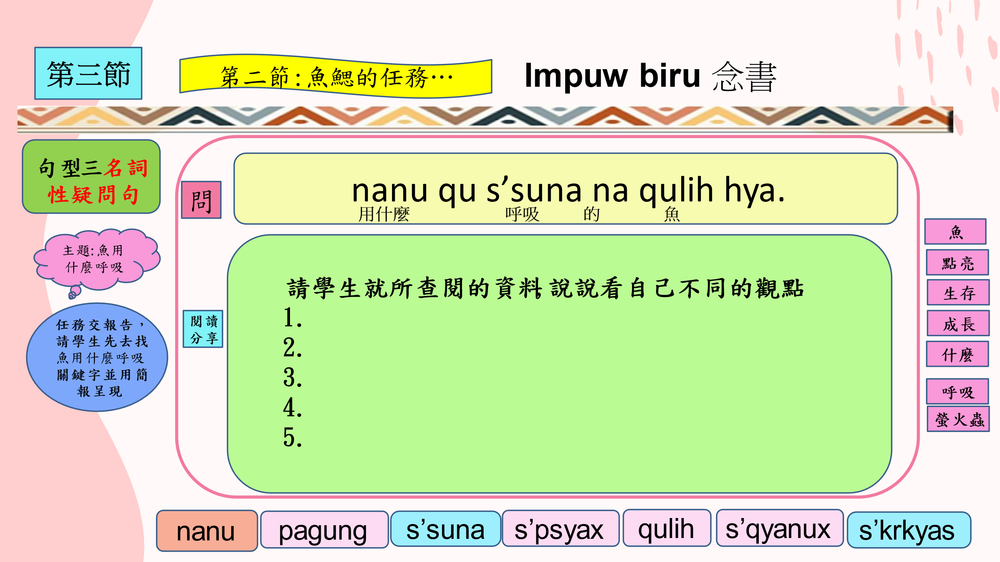 第三節
第二節:魚鰓的任務…
lmpuw biru 念書
句型三名詞
性疑問句
主題:魚用
什麼呼吸
任務交報告，
請學生先去找
魚用什麼呼吸
關鍵字並用簡
報呈現
問
nanu qu s’suna na qulih hya.
用什麼 呼吸 的 魚
閱讀
分享
請學生就所查閱的資料,說說看自己不同的觀點
1.
2.
3.
4.
5.
魚
點亮
生存
成長
什麼
呼吸
螢火蟲
nanu
pagung
s’suna
s’psyax
qulih
s’qyanux
s’krkyas